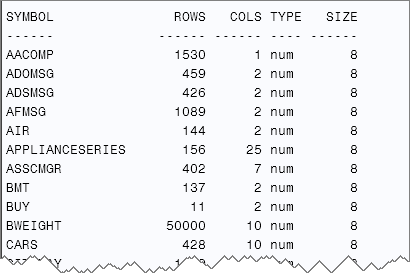 SYMBOL ROWS COLS TYPE SIZE
------ ------ ------ ---- ------
AACOMP 1530 1 num 8
ADOMSG 459 2 num 8
ADSMSG 426 2 num 8
AFMSG 1089 2 num 8
AIR 144 2 num 8
APPLIANCESERIES 156 25 num 8
ASSCMGR 402 7 num 8
BMT 137 2 num 8
BUY 11 2 num 8
BWEIGHT 50000 10 num 8
CARS 428 10 num 8